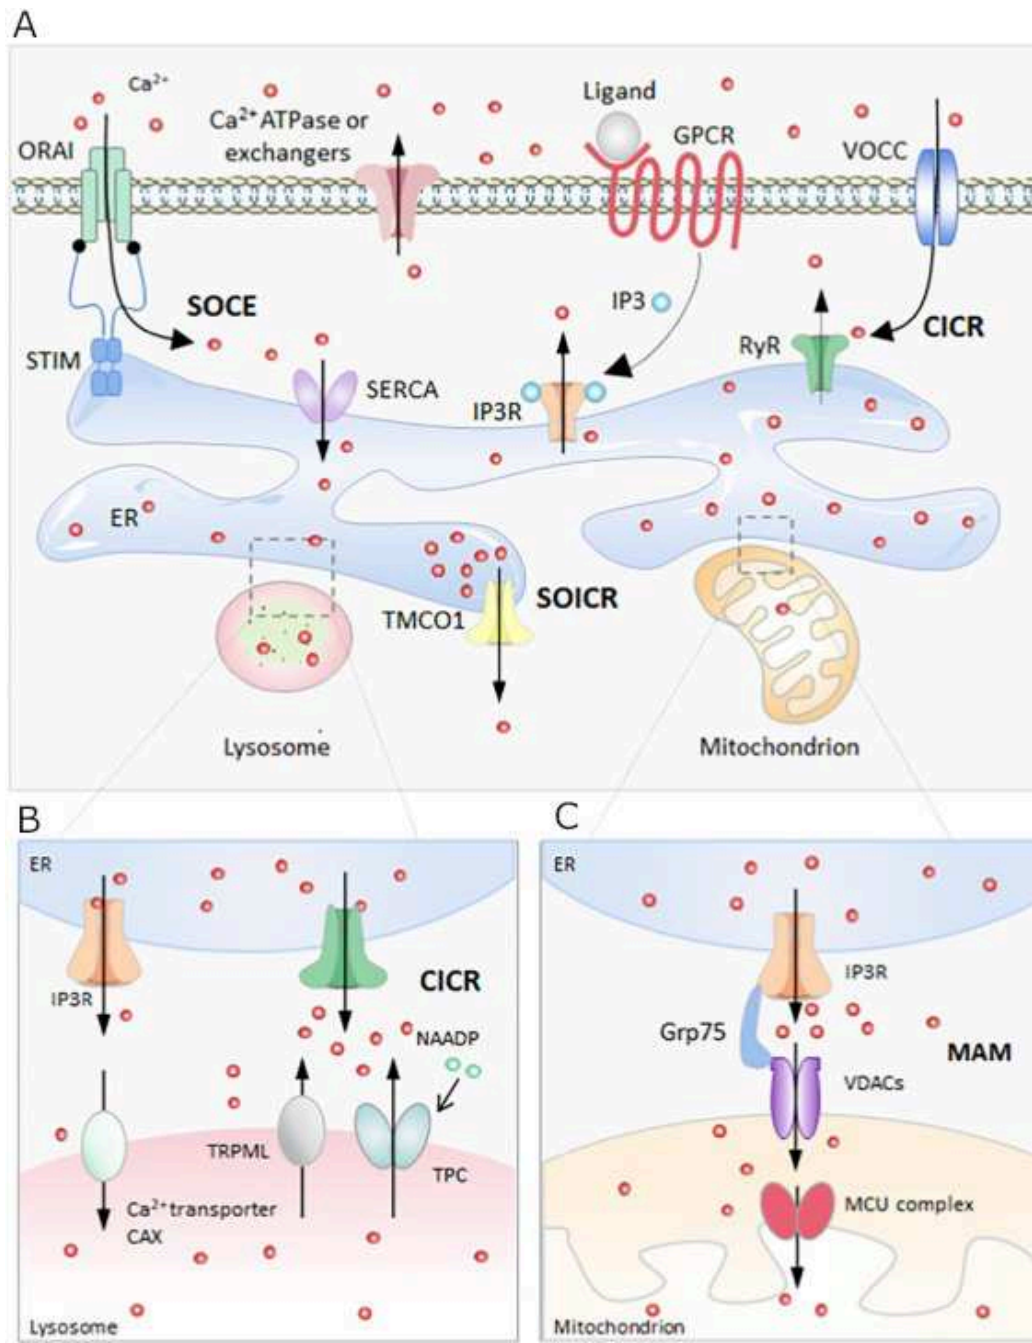 A
Ca²⁺
Ligand
Ca²⁺ ATPase or
exchangers
ORAI
GPCR
VOCC
SOCE
IP3
CICR
STIM
RyR
SERCA
IP3R
ER
SOICR
TMCO1
Lysosome
Mitochondrion
B
ER
IP3R
CICR
NAADP
TRPML
TPC
Ca²⁺ transporter
CAX
Lysosome
C
ER
IP3R
Grp75
MAM
VDACs
MCU complex
Mitochondrion